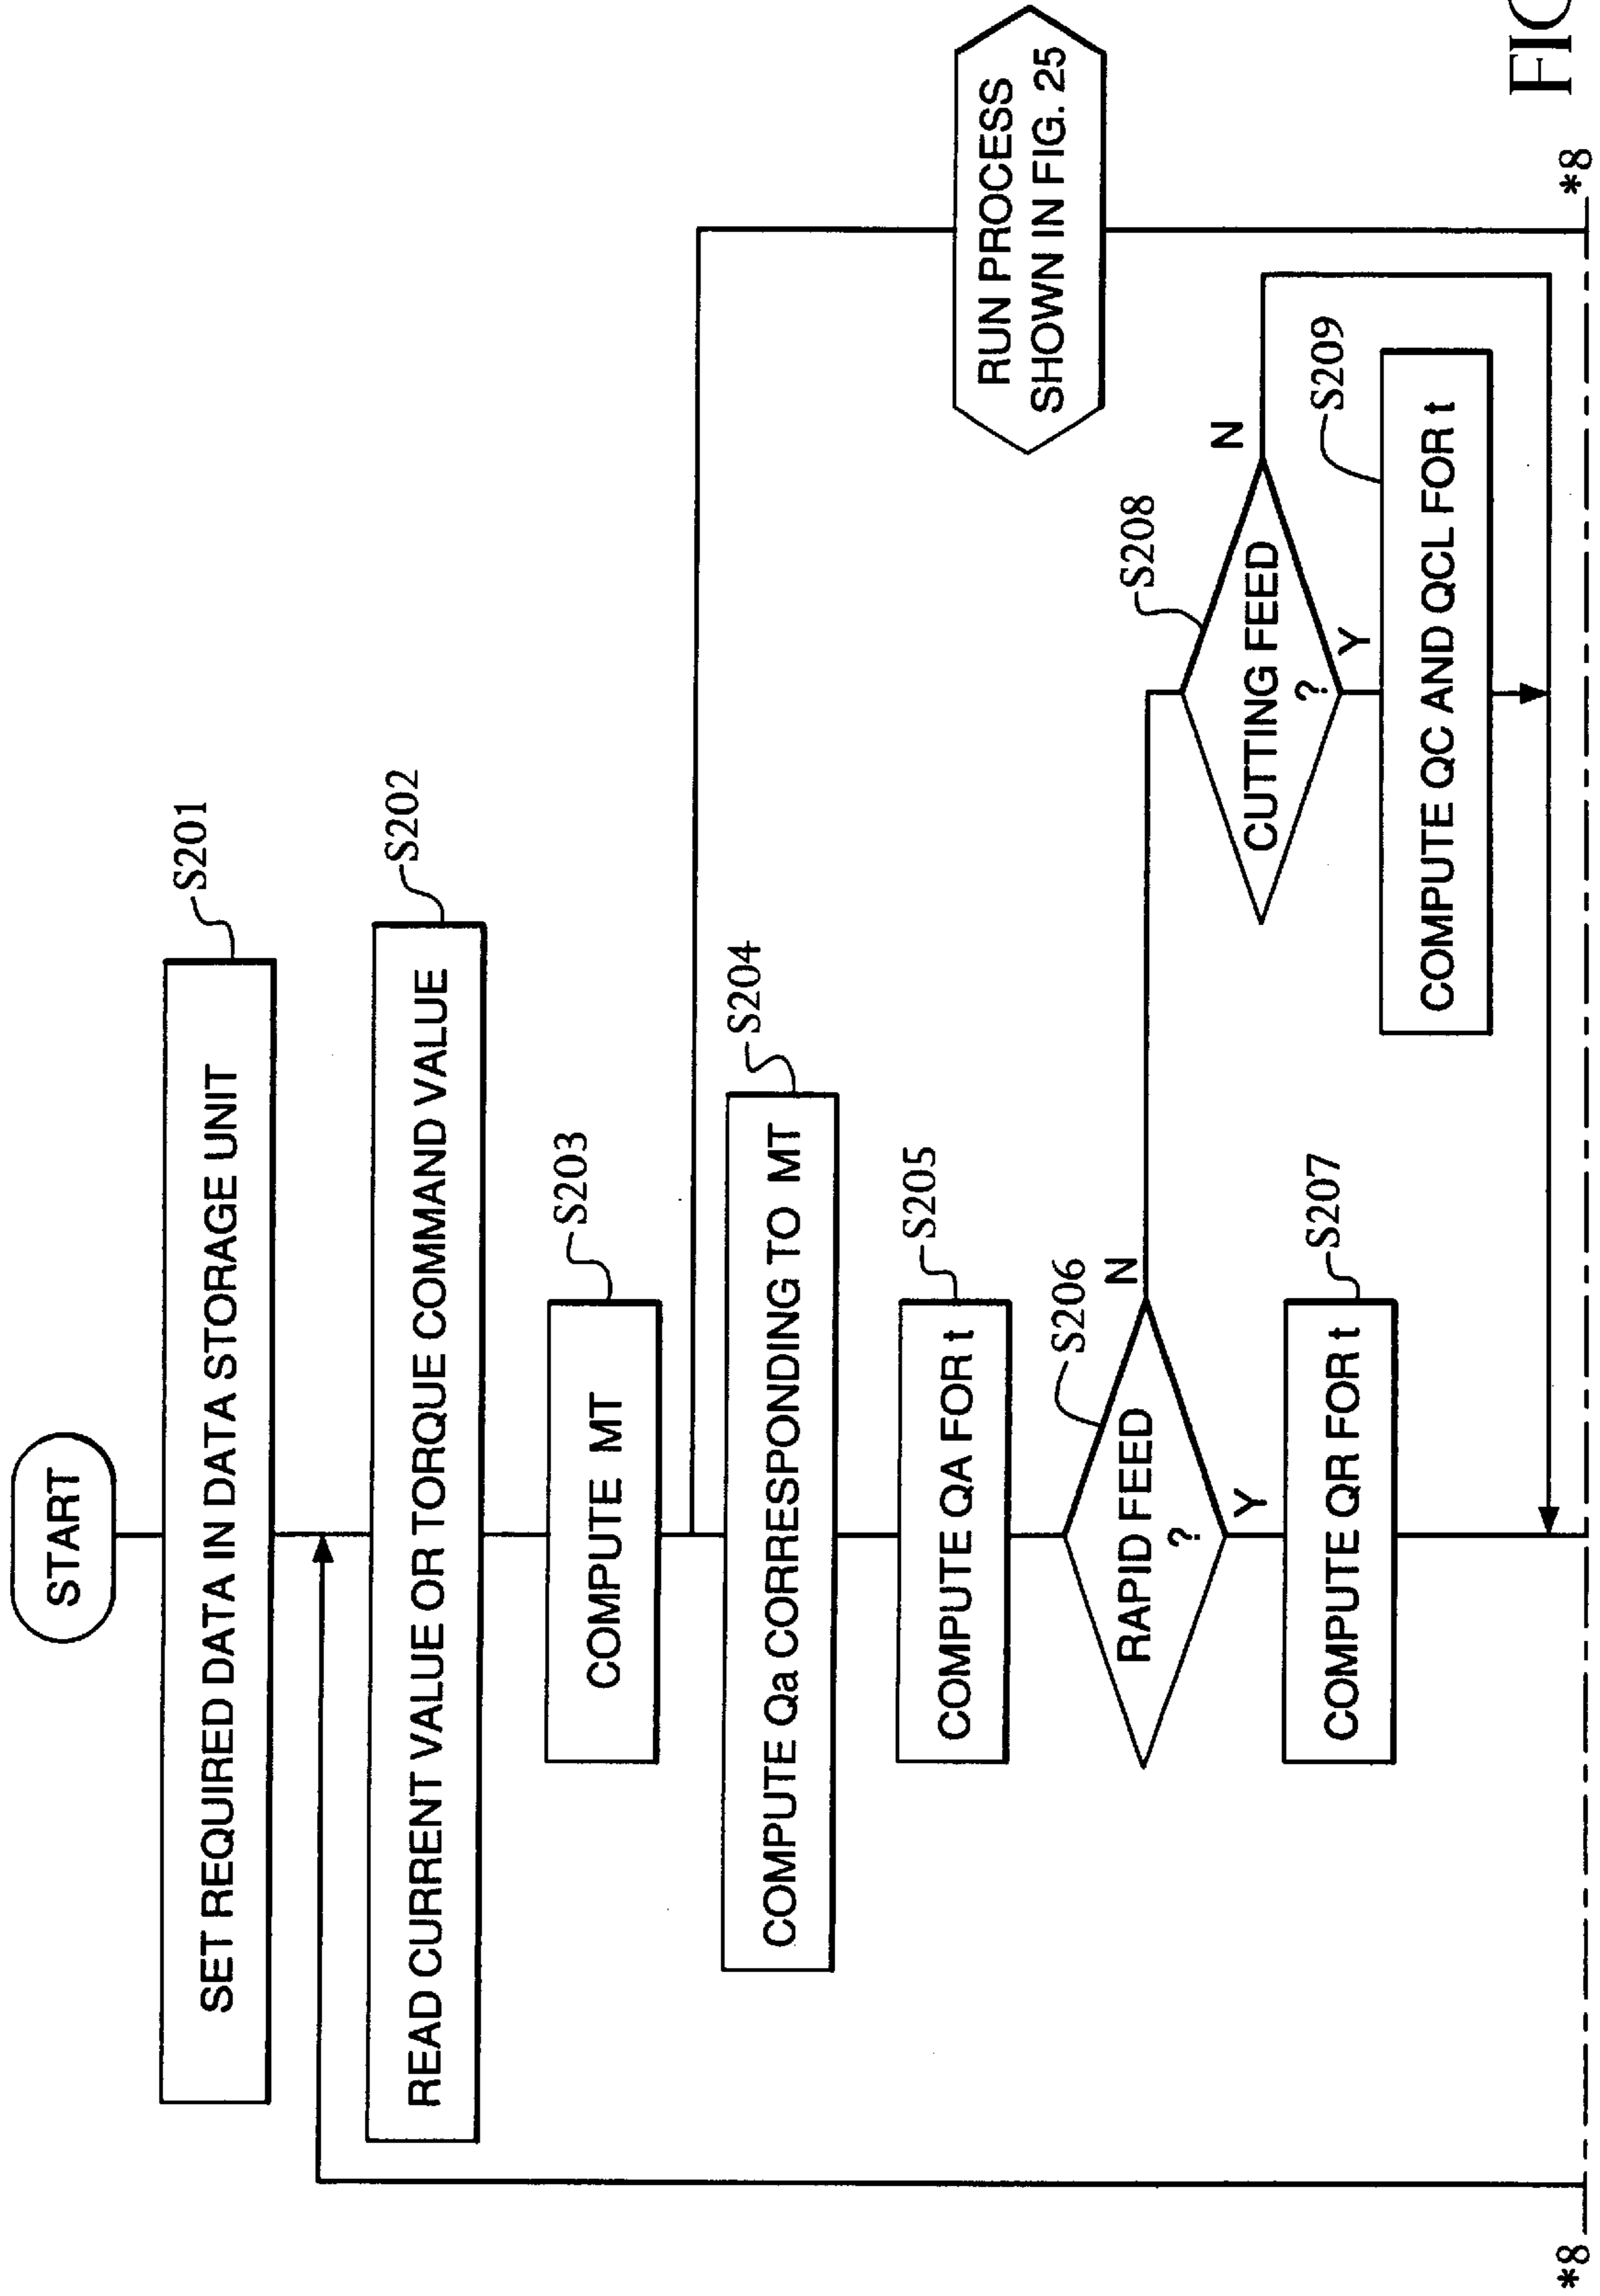 START
SET REQUIRED DATA IN DATA STORAGE UNIT
S201
READ CURRENT VALUE OR TORQUE COMMAND VALUE
S202
COMPUTE MT
S203
COMPUTE Qa CORRESPONDING TO MT
S204
COMPUTE QA FOR t
S205
RAPID FEED
?
S206
N
Y
COMPUTE QR FOR t
S207
CUTTING FEED
?
S208
N
Y
COMPUTE QC AND QCL FOR t
S209
RUN PROCESS
SHOWN IN FIG. 25
*8
*8